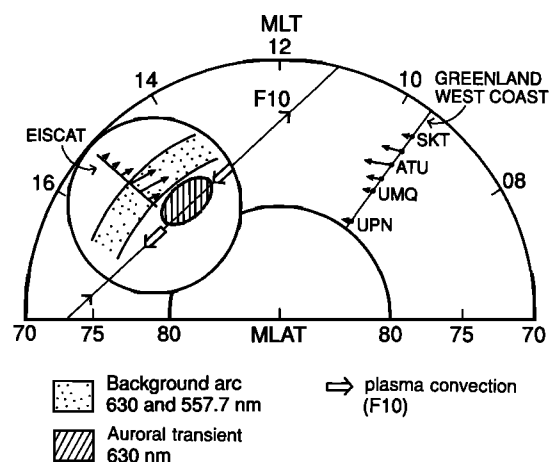 MLT
12
14
10
F10
GREENLAND
WEST COAST
EISCAT
SKT
ATU
16
UMQ
08
UPN
70
75
80
MLAT
80
75
70
Background arc
630 and 557.7 nm
plasma convection
(F10)
Auroral transient
630 nm